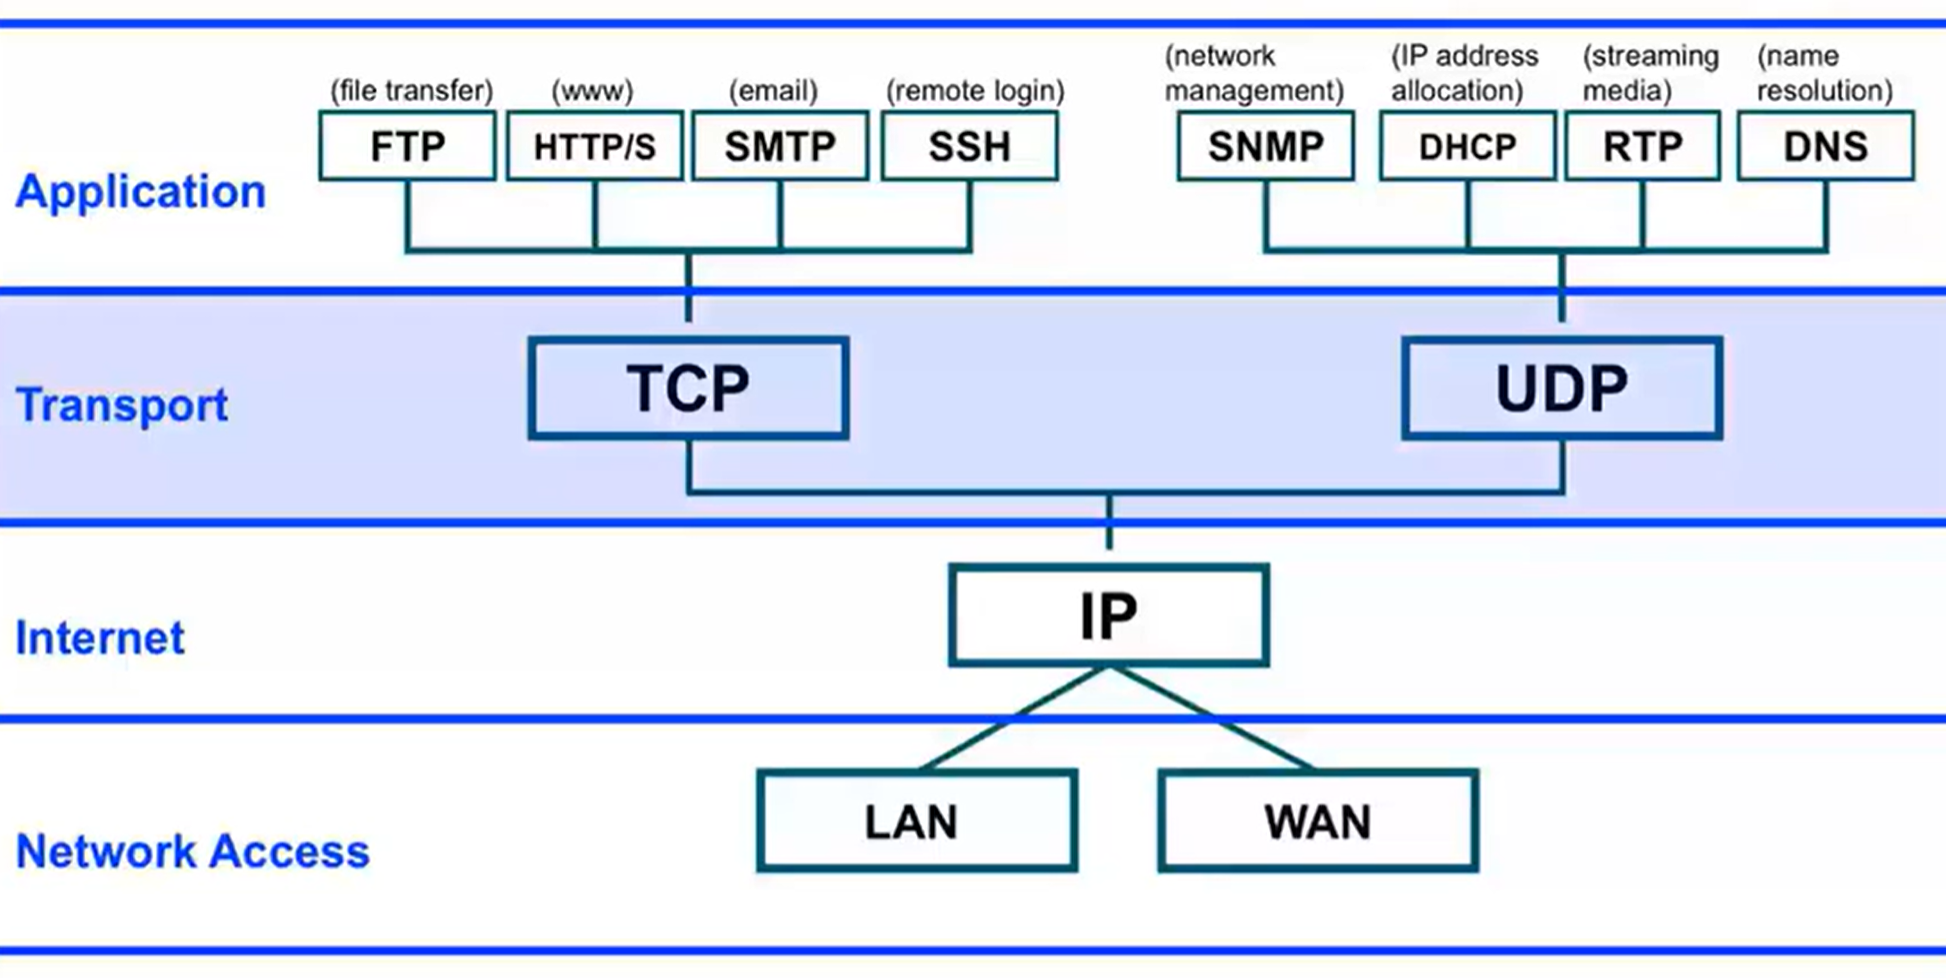 (file transfer)
(www)
(email)
(remote login)
(network
management)
(IP address
allocation)
(streaming
media)
(name
resolution)
FTP
HTTP/S
SMTP
SSH
SNMP
DHCP
RTP
DNS
Application
Transport
TCP
UDP
Internet
IP
Network Access
LAN
WAN